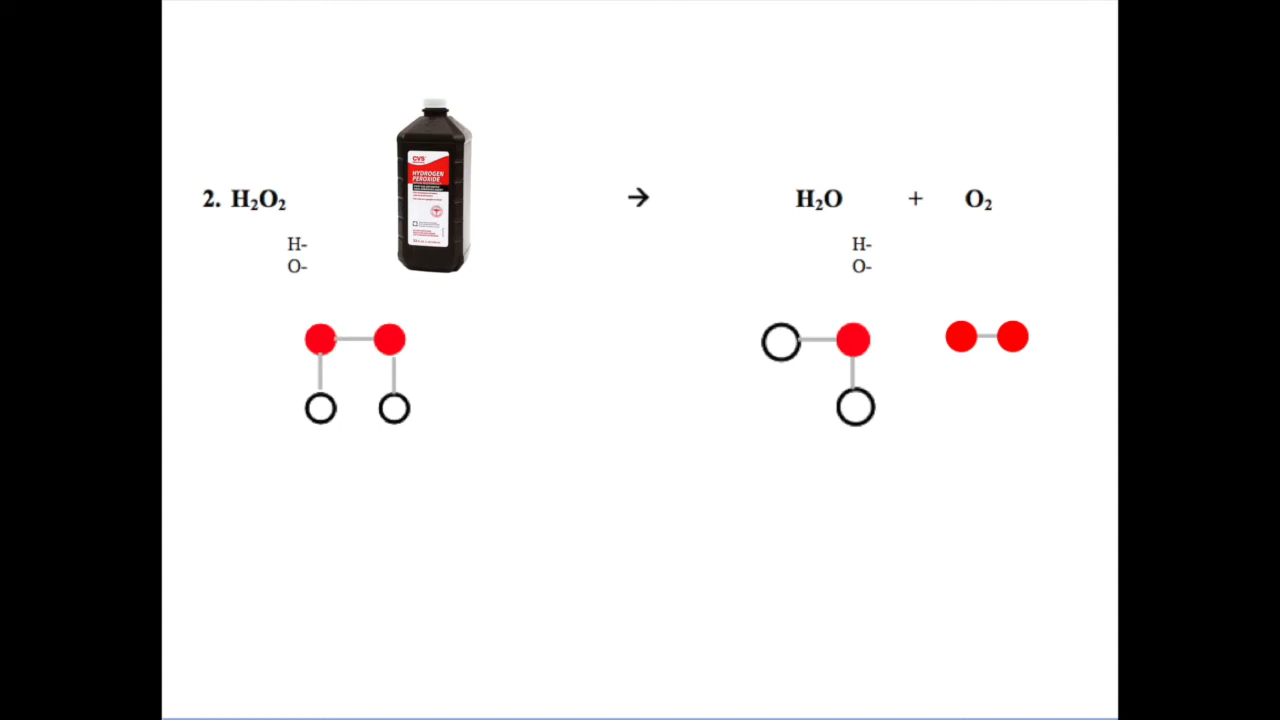 2. H₂O₂ → H₂O + O₂
H-
O-
H-
O-
CVS
HYDROGEN
PEROXIDE